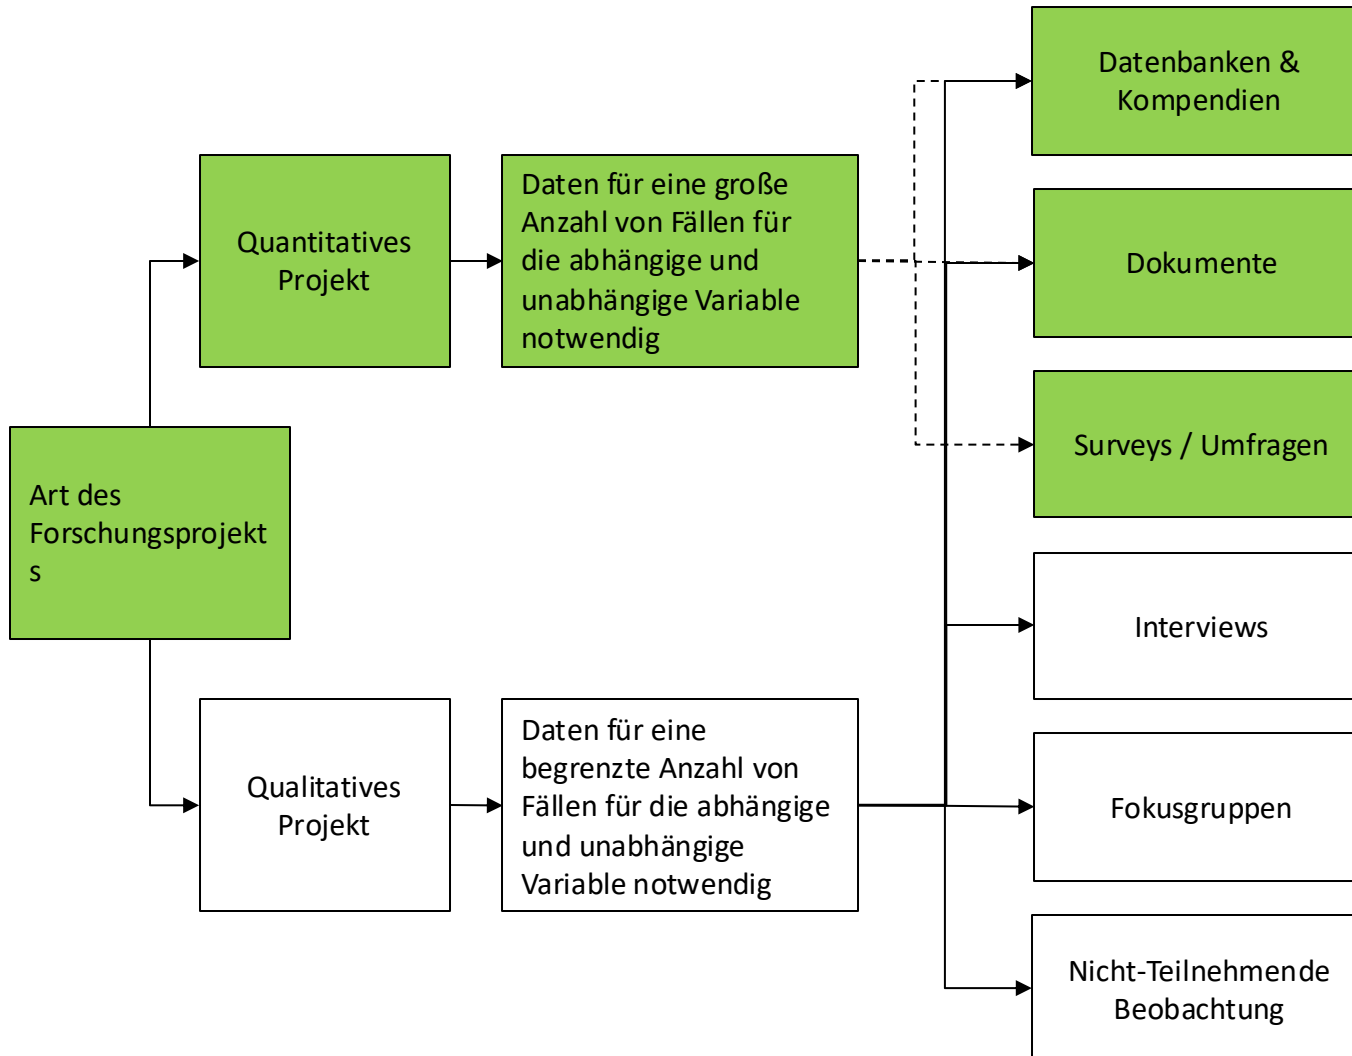 Datenbanken &
Kompendien
Quantitatives
Projekt
Daten für eine große
Anzahl von Fällen für
die abhängige und
unabhängige Variable
notwendig
Dokumente
Surveys / Umfragen
Art des
Forschungsprojekt
s
Interviews
Qualitatives
Projekt
Daten für eine
begrenzte Anzahl von
Fällen für die abhängige
und unabhängige
Variable notwendig
Fokusgruppen
Nicht-Teilnehmende
Beobachtung